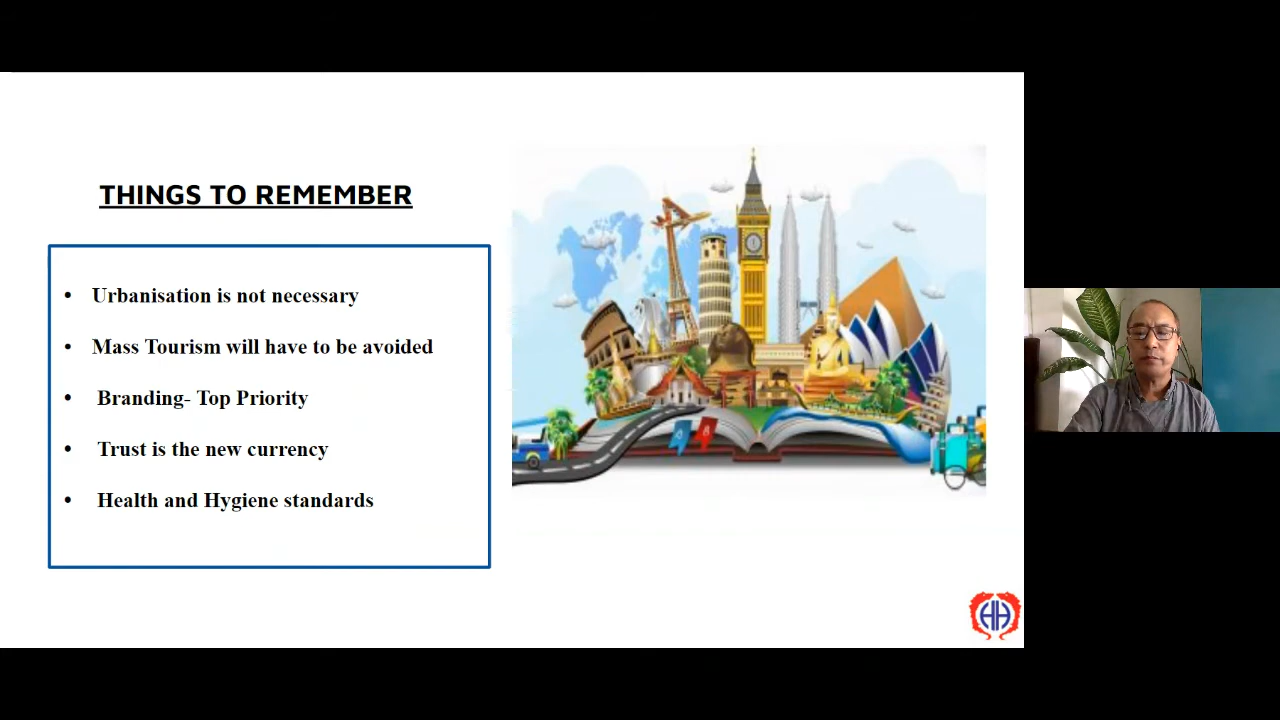 THINGS TO REMEMBER
• Urbanisation is not necessary
• Mass Tourism will have to be avoided
• Branding- Top Priority
• Trust is the new currency
• Health and Hygiene standards